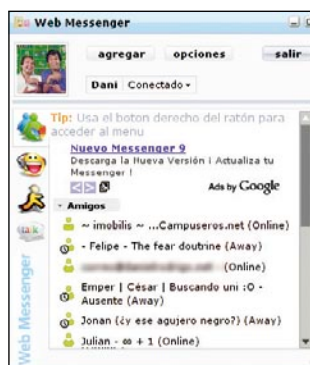 Web Messenger
agregar opciones salir
Dani Conectado
Tip: Usa el boton derecho del ratón para
acceder al menu
Nuevo Messenger 9
Descarga la Nueva Versión i Actualiza tu
Messenger !
Ads by Google
Amigos
~ imobilis ~ ...Campuseros.net (Online)
- Felipe - The fear doutrine (Away)
(Online)
Emper | César | Buscando uni :O -
Ausente (Away)
Jonan {¿y ese agujero negro?} (Away)
Julian - ∞ + 1 (Online)
talk
Web Messenger